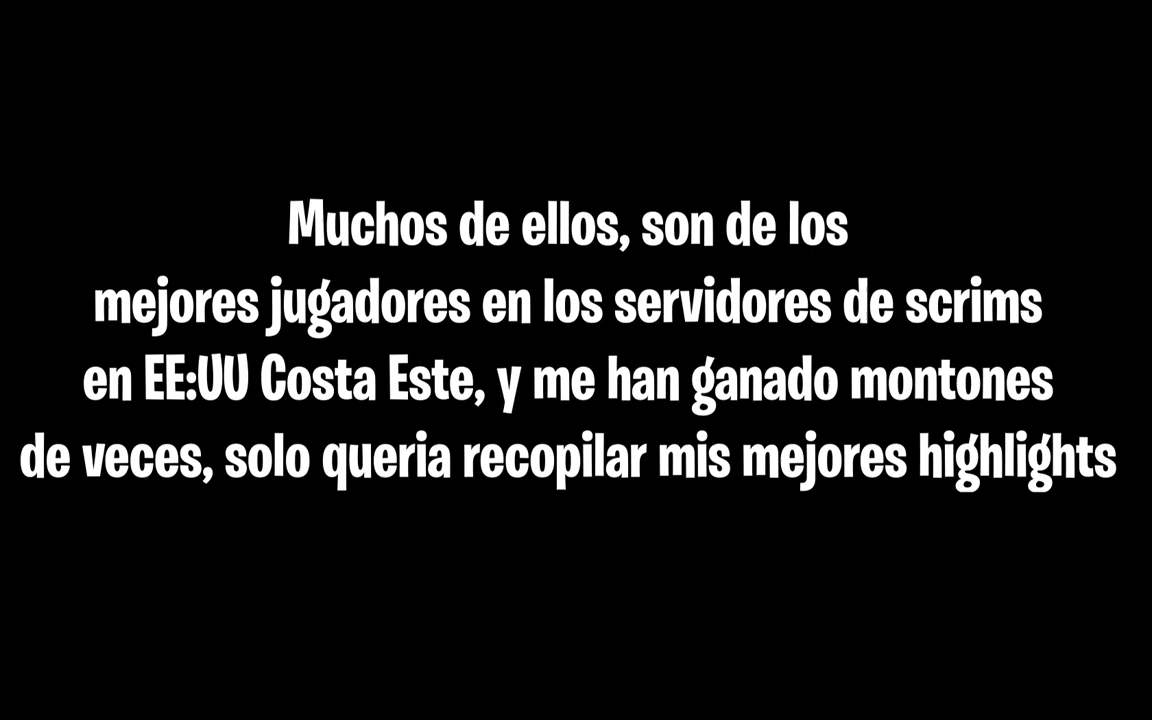 Muchos de ellos, son de los
mejores jugadores en los servidores de scrims
en EE:UU Costa Este, y me han ganado montones
de veces, solo queria recopilar mis mejores highlights